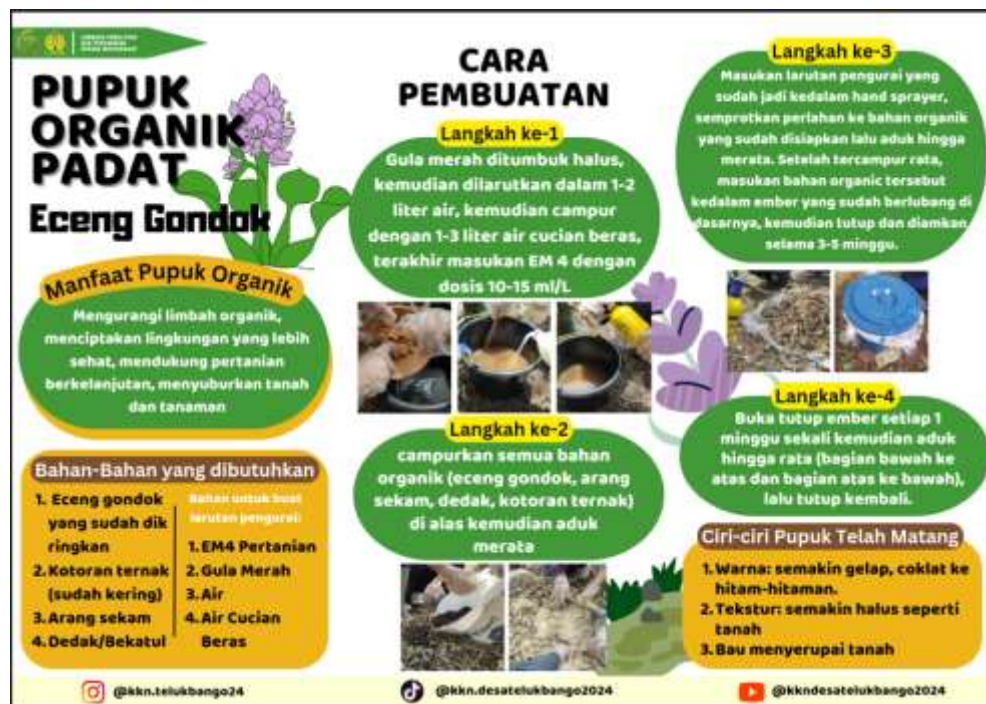 PUPUK
ORGANIK
PADAT
Eceng Gondok
Manfaat Pupuk Organik
Mengurangi limbah organik,
menciptakan lingkungan yang lebih
sehat, mendukung pertanian
berkelanjutan, menyuburkan tanah
dan tanaman
Bahan-Bahan yang dibutuhkan
1. Eceng gondok
yang sudah dik
ringkan
2. Kotoran ternak
(sudah kering)
3. Arang sekam
4. Dedak/Bekatul
Bahan untuk buat
larutan pengurai:
1. EM4 Pertanian
2. Gula Merah
3. Air
4. Air Cucian
Beras
CARA
PEMBUATAN
Langkah ke-1
Gula merah ditumbuk halus,
kemudian dilarutkan dalam 1-2
liter air, kemudian campur
dengan 1-3 liter air cucian beras,
terakhir masukan EM 4 dengan
dosis 10-15 ml/L
Langkah ke-2
campurkan semua bahan
organik (eceng gondok, arang
sekam, dedak, kotoran ternak)
di alas kemudian aduk
merata
Langkah ke-3
Masukan larutan pengurai yang
sudah jadi kedalam hand sprayer,
semprotkan perlahan ke bahan organik
yang sudah disiapkan lalu aduk hingga
merata. Setelah tercampur rata,
masukan bahan organic tersebut
kedalam ember yang sudah berlubang di
dasarnya, kemudian tutup dan diamkan
selama 3-5 minggu.
Langkah ke-4
Buka tutup ember setiap 1
minggu sekali kemudian aduk
hingga rata (bagian bawah ke
atas dan bagian atas ke bawah),
lalu tutup kembali.
Ciri-ciri Pupuk Telah Matang
1. Warna: semakin gelap, coklat ke
hitam-hitaman.
2. Tekstur: semakin halus seperti
tanah
3. Bau menyerupai tanah
@kkn.telukbango24
@kkn.desatelukbango2024
@kkndesatelukbango2024